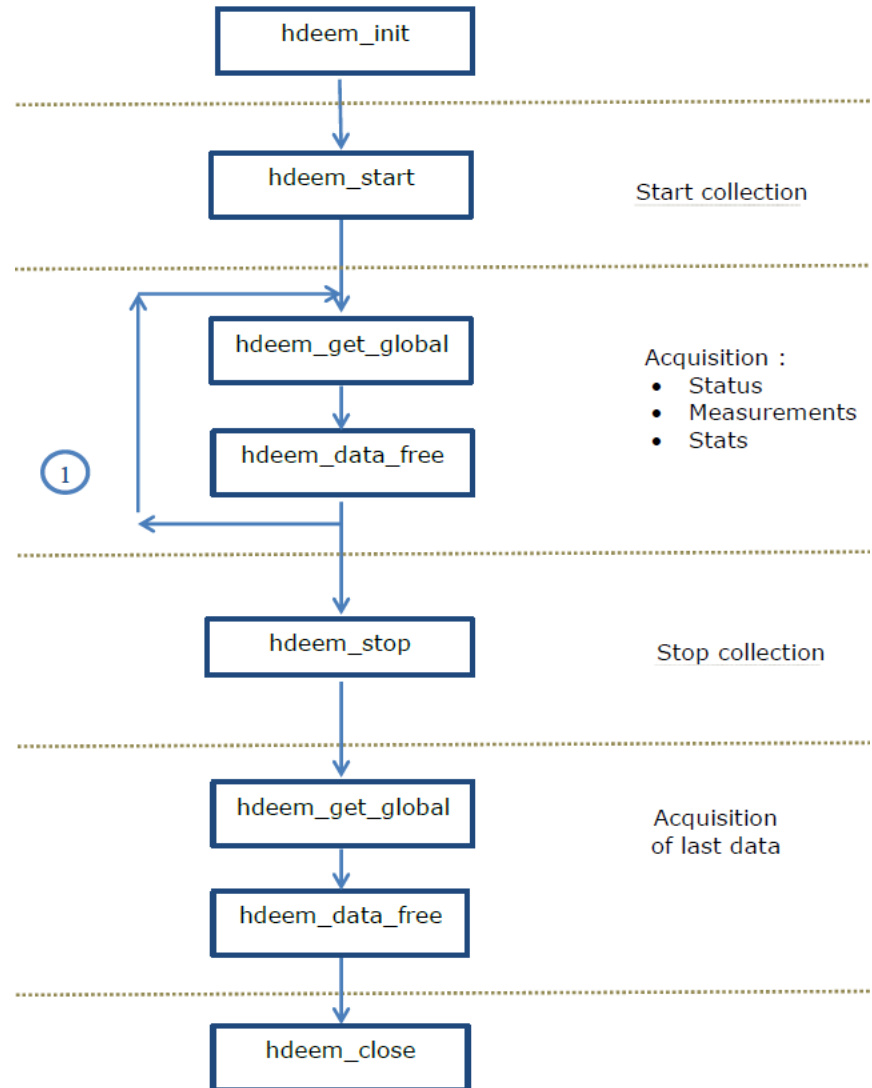 hdeem_init
hdeem_start
Start collection
hdeem_get_global
Acquisition :
• Status
• Measurements
• Stats
hdeem_data_free
1
hdeem_stop
Stop collection
hdeem_get_global
Acquisition
of last data
hdeem_data_free
hdeem_close